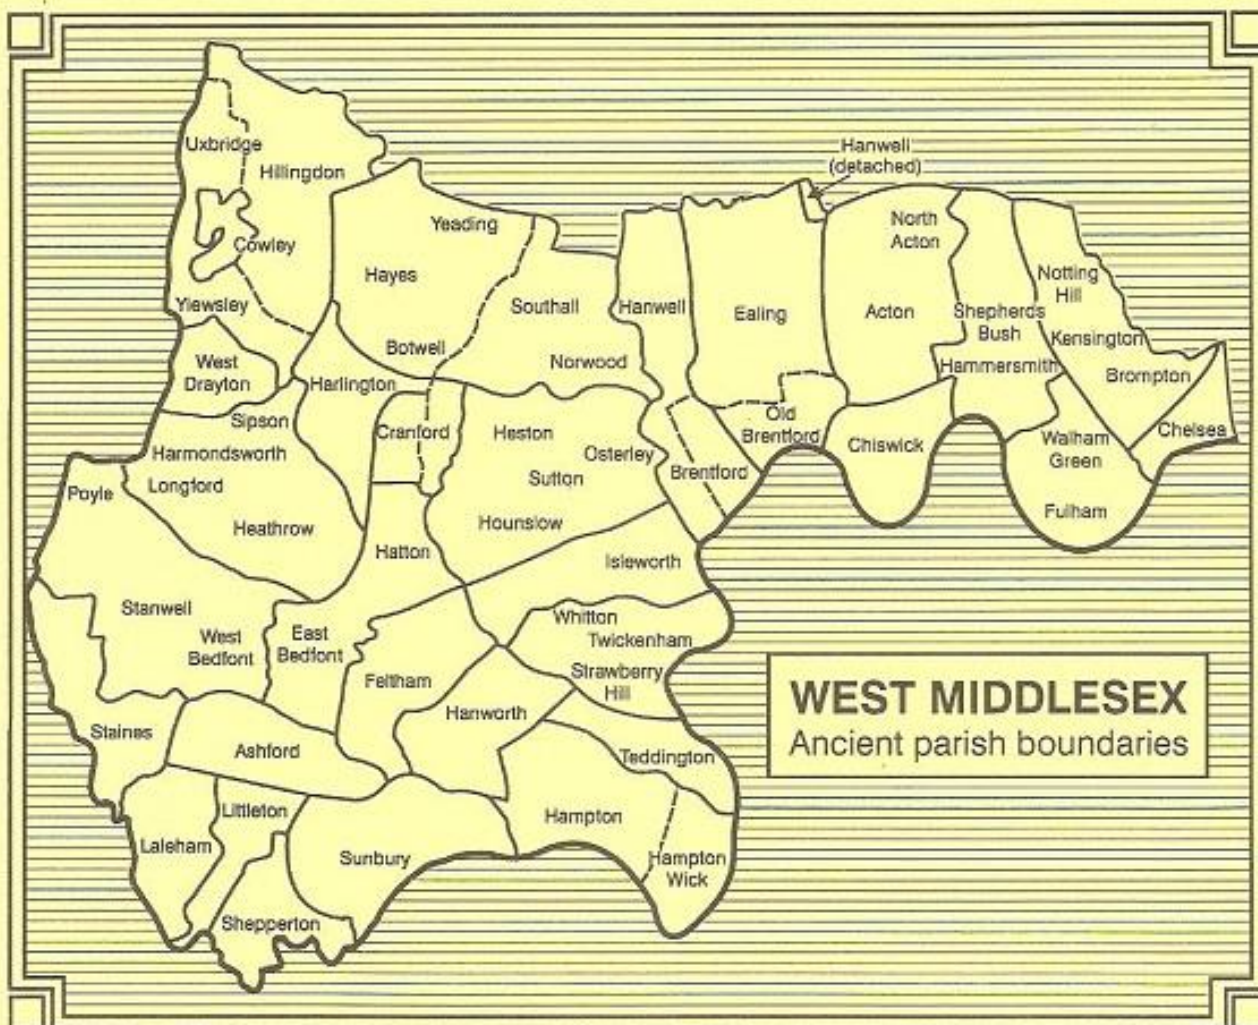 Hanwell
(detached)
Uxbridge
Hillingdon
North
Acton
Yeading
Cowley
Notting
Hill
Hayes
Yiewsley
Southall
Hanwell
Ealing
Acton
Shepherds
Bush
Kensington
Botwell
West
Drayton
Harlington
Norwood
Hammersmith
Brompton
Sipson
Cranford
Heston
Old
Brentford
Chiswick
Walham
Green
Chelsea
Harmondsworth
Osterley
Brentford
Poyle
Longford
Sutton
Fulham
Heathrow
Hounslow
Hatton
Isleworth
Stanwell
Whitton
West
Bedfont
East
Bedfont
Twickenham
Feltham
Strawberry
Hill
WEST MIDDLESEX
Ancient parish boundaries
Hanworth
Staines
Ashford
Teddington
Littleton
Hampton
Laleham
Sunbury
Hampton
Wick
Shepperton